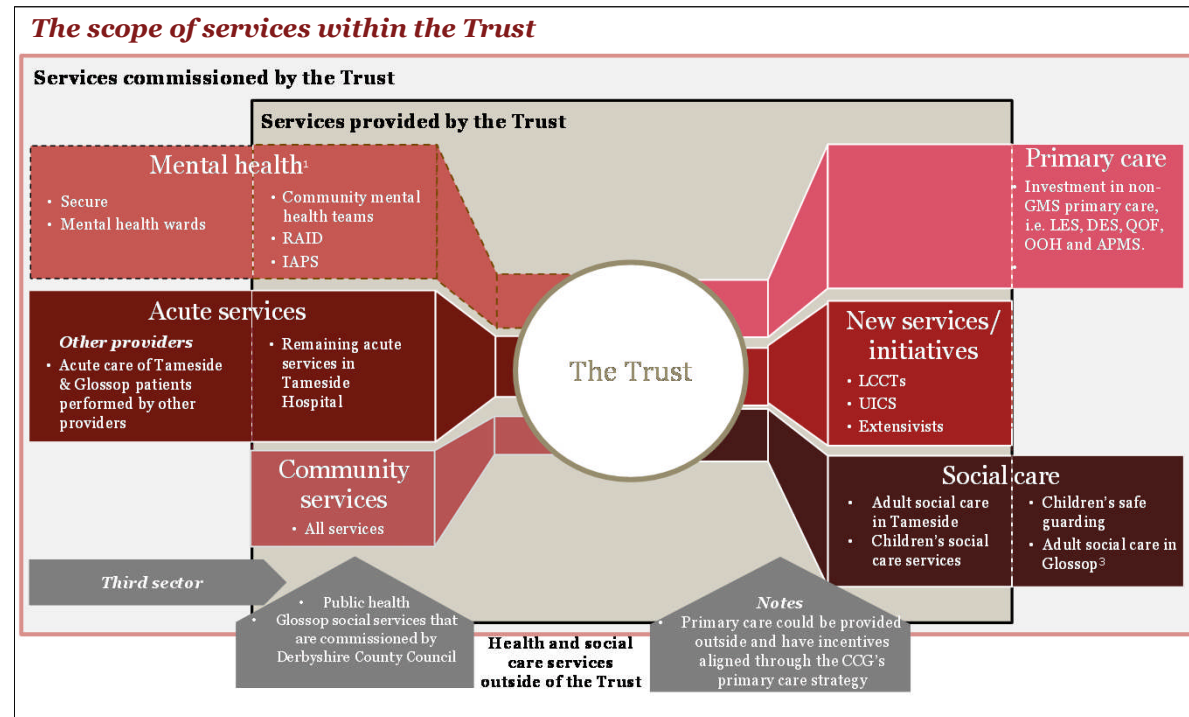 The scope of services within the Trust
Services commissioned by the Trust
Services provided by the Trust
Mental health¹
• Secure
• Mental health wards
• Community mental
health teams
• RAID
• IAPS
Acute services
Other providers
• Acute care of Tameside
& Glossop patients
performed by other
providers
• Remaining acute
services in
Tameside
Hospital
Community
services
• All services
The Trust
Primary care
• Investment in non-
GMS primary care,
i.e. LES, DES, QOF,
OOH and APMS.
•
New services/
initiatives
• LCCTs
• UICS
• Extensivists
Social care
• Adult social care
in Tameside
• Children's social
care services
• Children's safe
guarding
• Adult social care in
Glossop³
Third sector
• Public health
• Glossop social services that
are commissioned by
Derbyshire County Council
Health and social
care services
outside of the Trust
Notes
• Primary care could be provided
outside and have incentives
aligned through the CCG's
primary care strategy